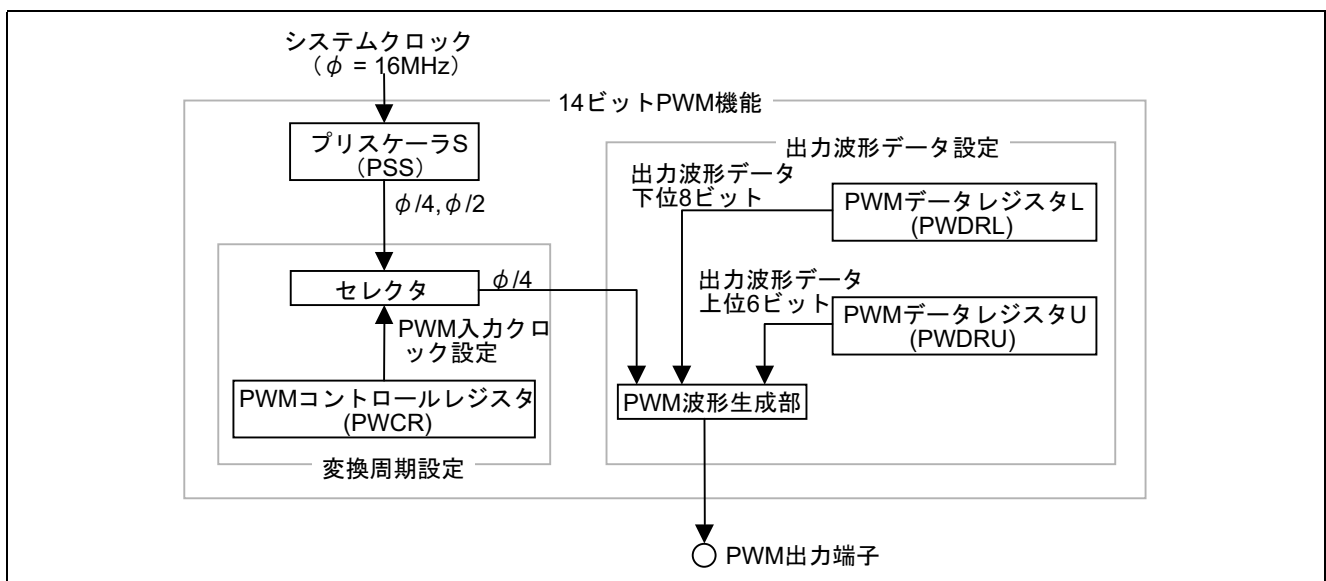 システムクロック
（φ = 16MHz）
14ビットPWM機能
プリスケーラS
（PSS）
φ/4,φ/2
セレクタ
φ/4
PWM入力クロ
ック設定
PWMコントロールレジスタ
(PWCR)
変換周期設定
出力波形データ設定
出力波形データ
下位8ビット
PWMデータレジスタL
(PWDRL)
出力波形データ
上位6ビット
PWMデータレジスタU
(PWDRU)
PWM波形生成部
PWM出力端子